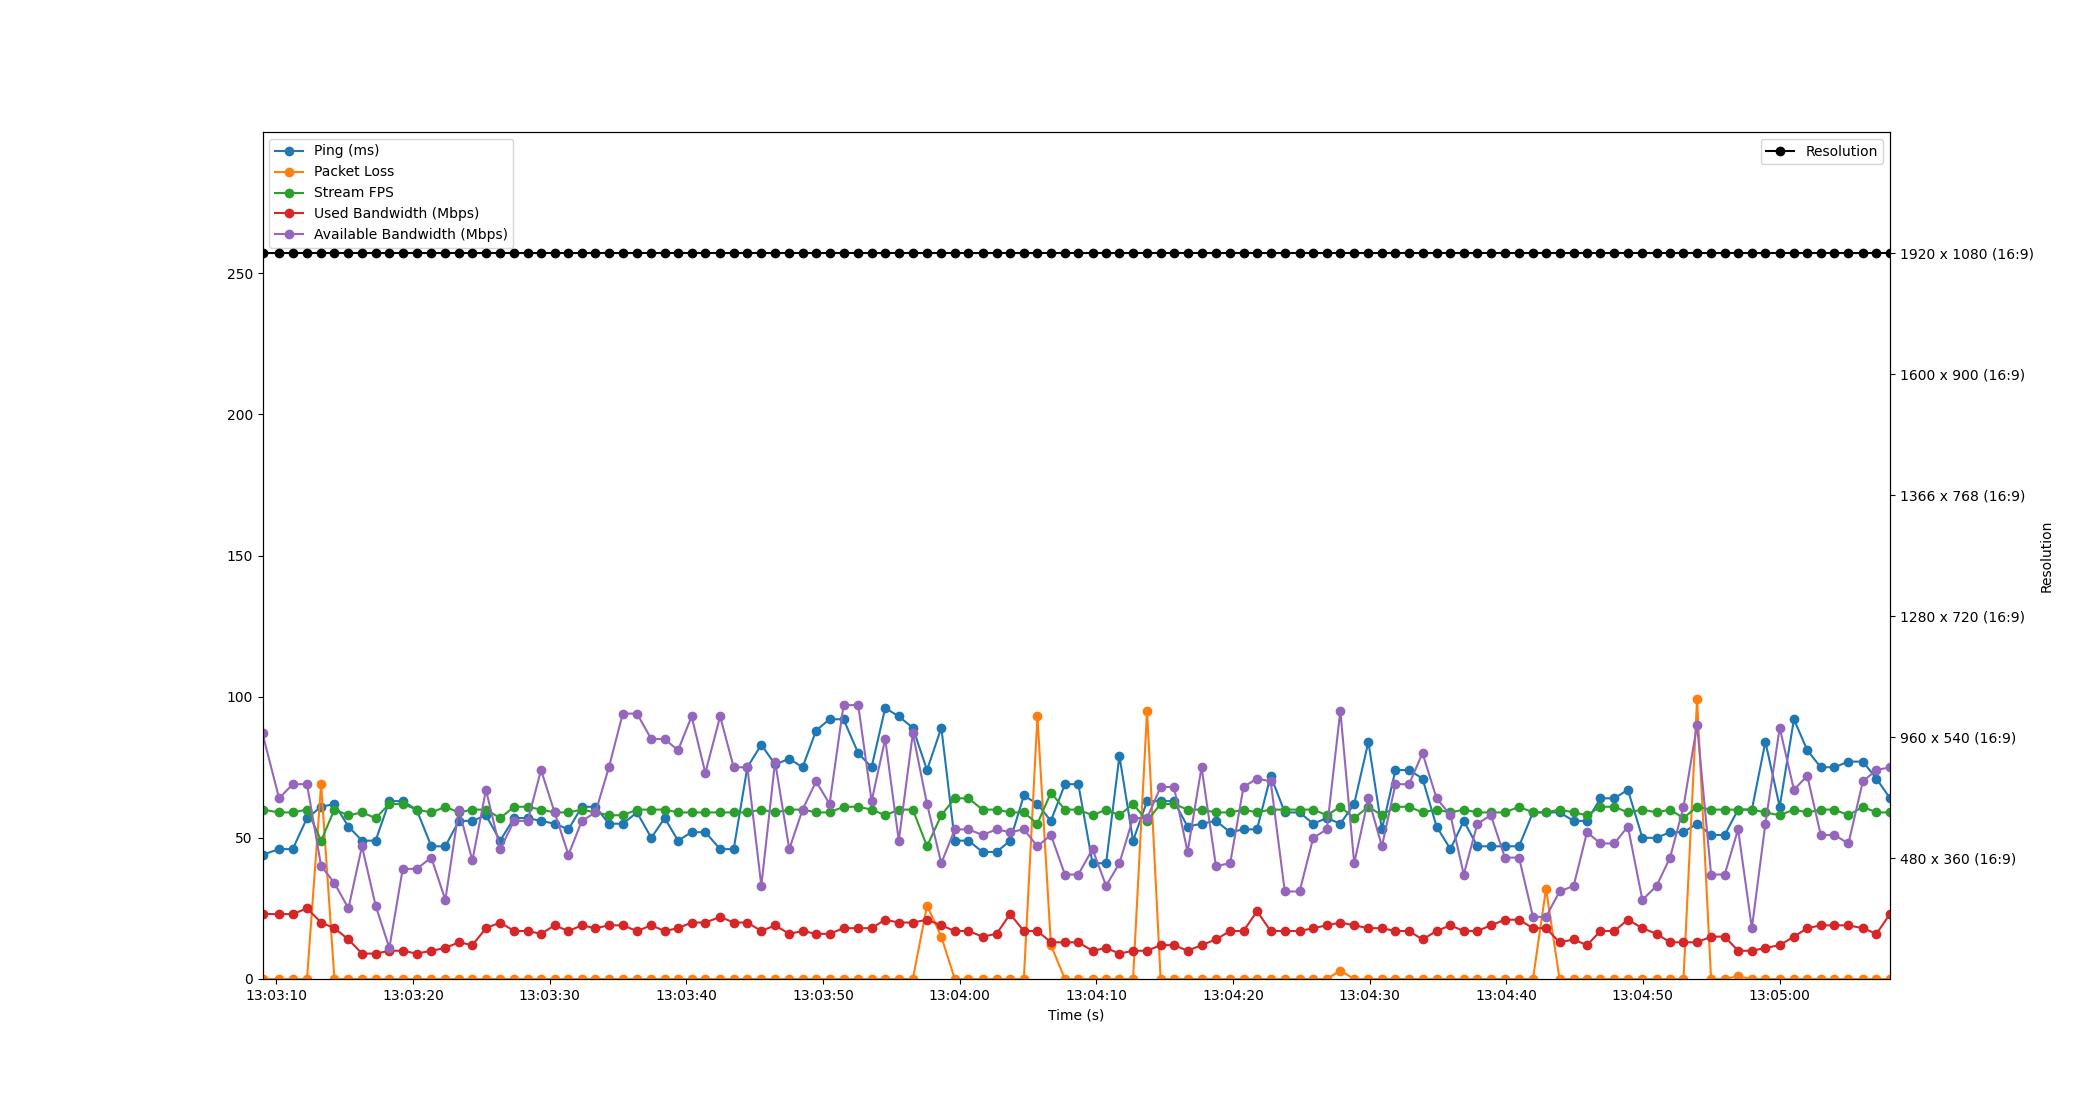 Ping (ms)
Packet Loss
Stream FPS
Used Bandwidth (Mbps)
Available Bandwidth (Mbps)
Resolution
250
200
150
100
50
0
1920 x 1080 (16:9)
1600 x 900 (16:9)
1366 x 768 (16:9)
1280 x 720 (16:9)
960 x 540 (16:9)
480 x 360 (16:9)
Resolution
13:03:10 13:03:20 13:03:30 13:03:40 13:03:50 13:04:00 13:04:10 13:04:20 13:04:30 13:04:40 13:04:50 13:05:00
Time (s)